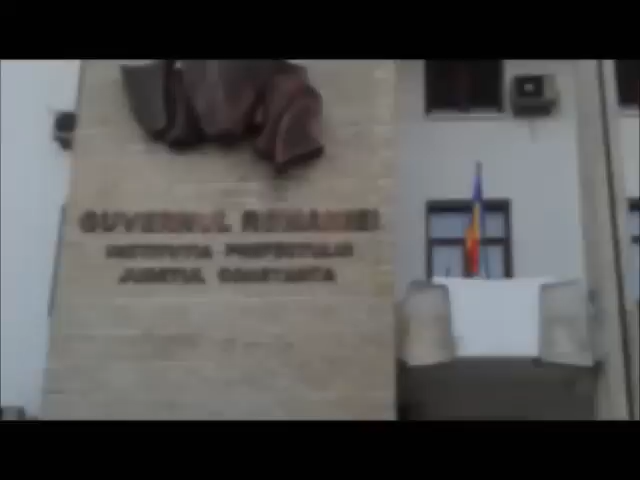 GUVERNUL ROMANIEI
INSTITUTIA PREFECTULUI
JUDETUL CONSTANTA